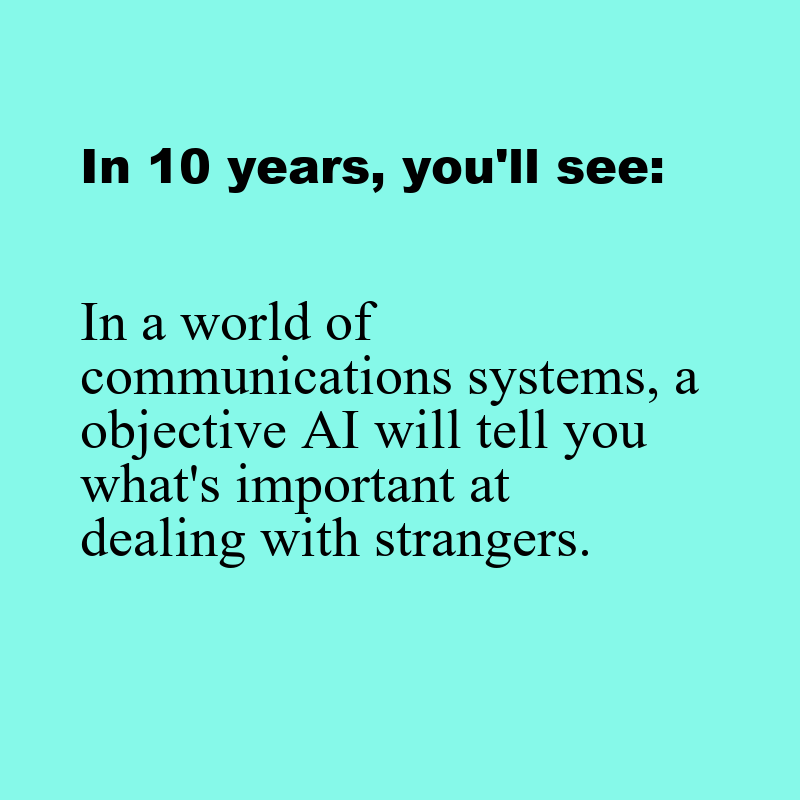 In 10 years, you'll see:
In a world of
communications systems, a
objective AI will tell you
what's important at
dealing with strangers.